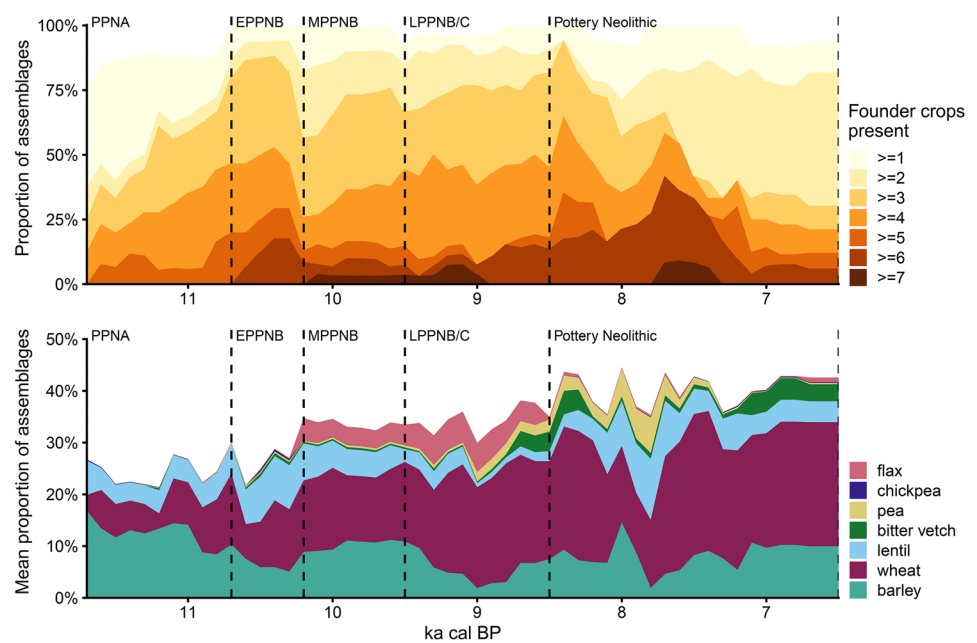 PPNA EPPNB MPPNB LPPNB/C Pottery Neolithic
100%
75%
50%
25%
0%
Proportion of assemblages
11 10 9 8 7
Founder crops
present
>=1
>=2
>=3
>=4
>=5
>=6
>=7
PPNA EPPNB MPPNB LPPNB/C Pottery Neolithic
50%
40%
30%
20%
10%
0%
Mean proportion of assemblages
11 10 9 8 7
ka cal BP
flax
chickpea
pea
bitter vetch
lentil
wheat
barley